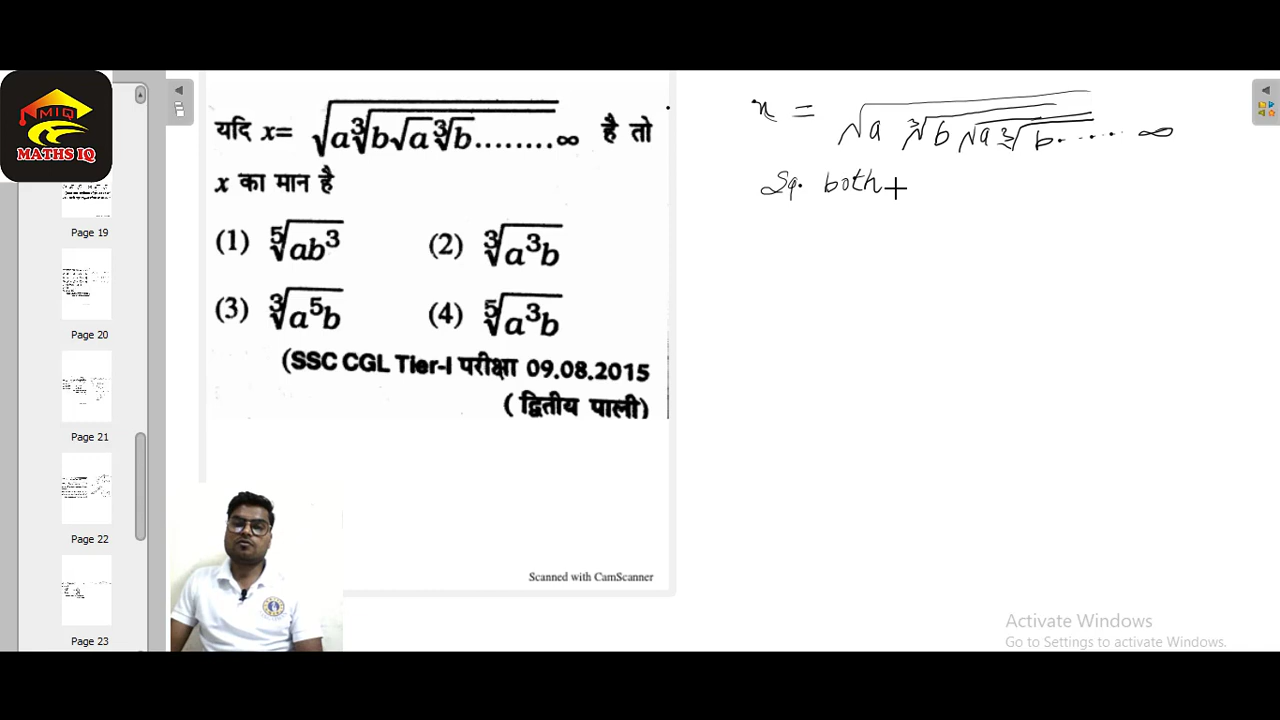 MIQ
MATHS IQ
Page 19
Page 20
Page 21
Page 22
Page 23
यदि x= √a∛b√a∛b........∞ है तो
x का मान है
(1) ⁵√ab³ (2) ³√a³b
(3) ³√a⁵b (4) ⁵√a³b
(SSC CGL Tier-I परीक्षा 09.08.2015
(द्वितीय पाली)
Scanned with CamScanner
x = √a ∛b √a ∛b...... ∞
Sq. both
Activate Windows
Go to Settings to activate Windows.